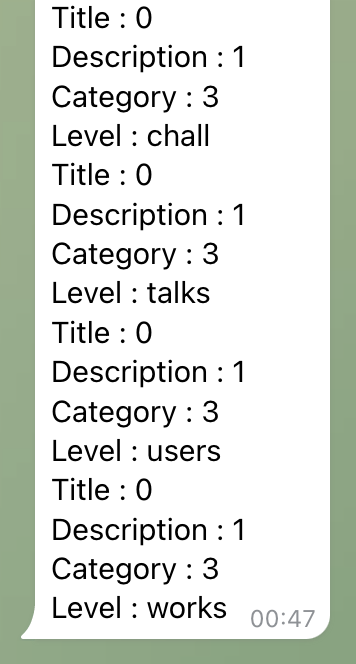 Title : 0
Description : 1
Category : 3
Level : chall
Title : 0
Description : 1
Category : 3
Level : talks
Title : 0
Description : 1
Category : 3
Level : users
Title : 0
Description : 1
Category : 3
Level : works
00:47